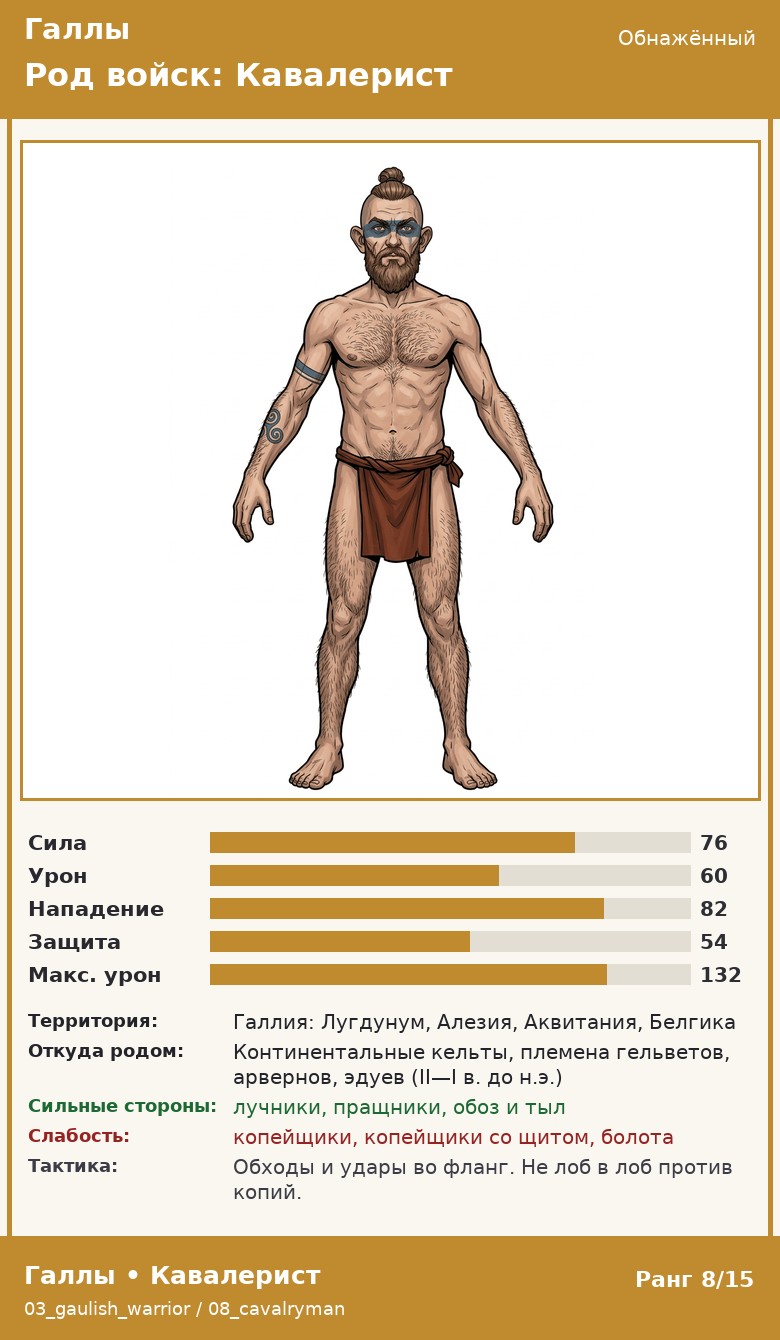 Галлы
Обнажённый
Род войск: Кавалерист
Сила 76
Урон 60
Нападение 82
Защита 54
Макс. урон 132
Территория: Галлия: Лугдунум, Алезия, Аквитания, Белгика
Откуда родом: Континентальные кельты, племена гельветов,
арвернов, эдуев (II—I в. до н.э.)
Сильные стороны: лучники, пращники, обоз и тыл
Слабость: копейщики, копейщики со щитом, болота
Тактика: Обходы и удары во фланг. Не лоб в лоб против
копий.
Галлы • Кавалерист
Ранг 8/15
03_gaulish_warrior / 08_cavalryman